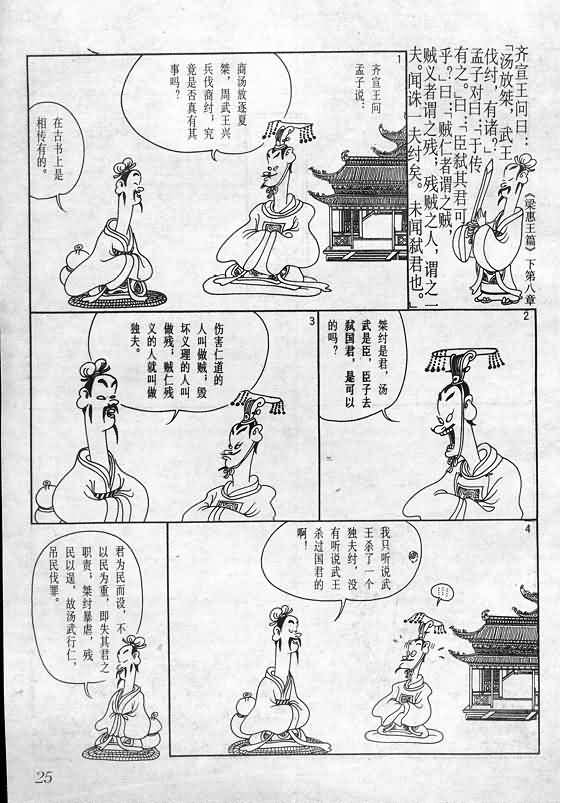 齐宣王问曰：
「汤放桀，武王
伐纣，有诸？」
孟子对曰：「于传
有之。」曰：「臣弑其君可
乎？」曰：「贼仁者谓之贼，
贼义者谓之残；残贼之人，谓之一
夫。闻诛一夫纣矣。未闻弑君也。」
《梁惠王篇》下第八章
1
齐宣王问
孟子说：
商汤放逐夏
桀，周武王兴
兵伐商纣，究
竟是否真有其
事吗？
在古书上是
相传有的。
2
桀纣是君，汤
武是臣，臣子去
弑国君，是可以
的吗？
3
伤害仁道的
人叫做贼；毁
坏义理的人叫
做残；贼仁残
义的人就叫做
独夫。
4
我只听说武
王杀了一个
独夫纣，没
有听说武王
杀过国君的
啊！
……
……
君为民而设，不
以民为重，即失其君之
职责；桀纣暴虐，残
民以逞，故汤武行仁，
吊民伐罪。
25